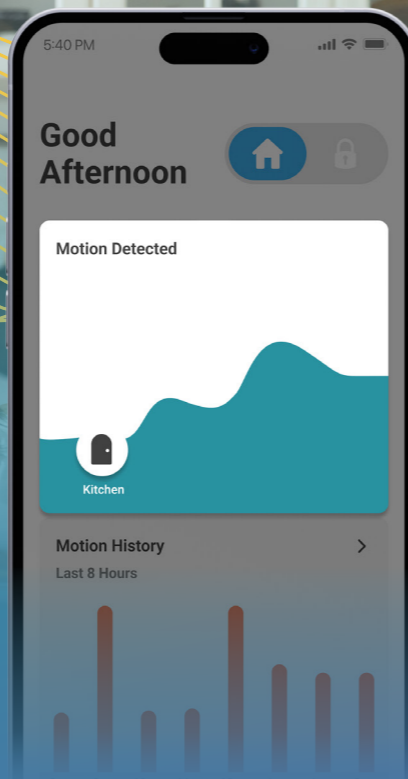 5:40 PM
Good
Afternoon
Motion Detected
Kitchen
Motion History
Last 8 Hours